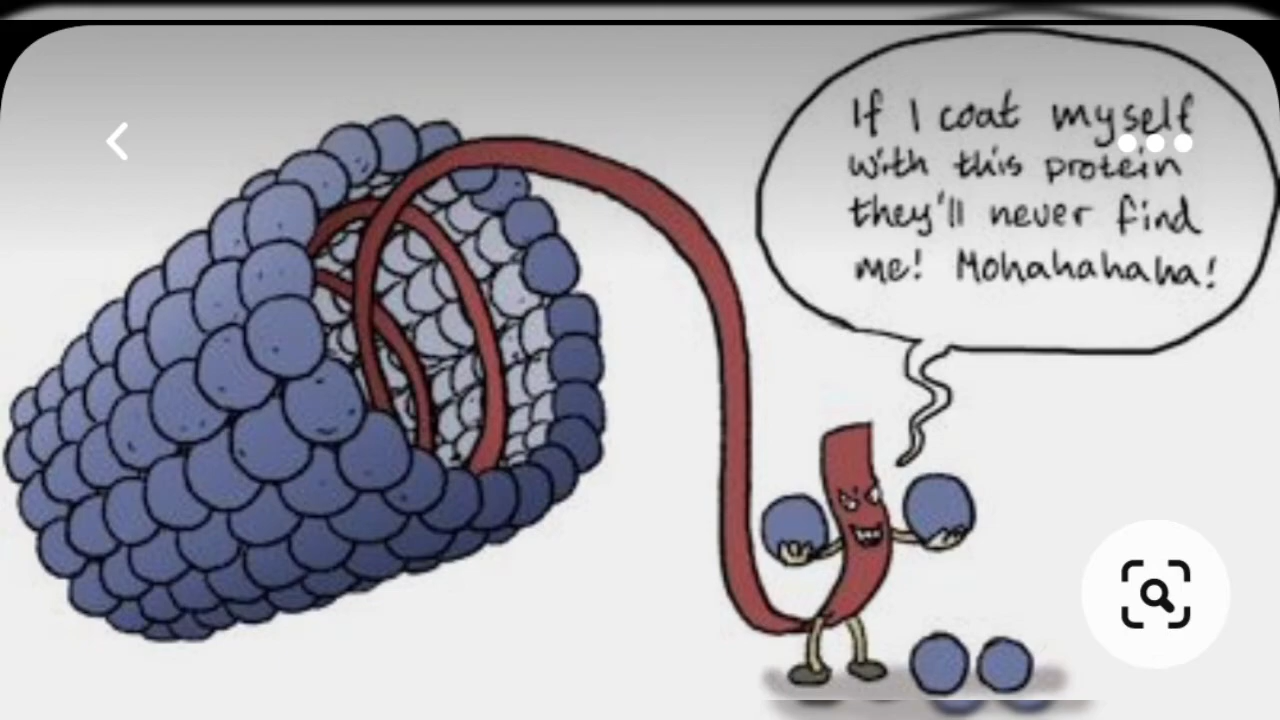 If I coat myself
with this protein
they'll never find
me! Mohahahaha!